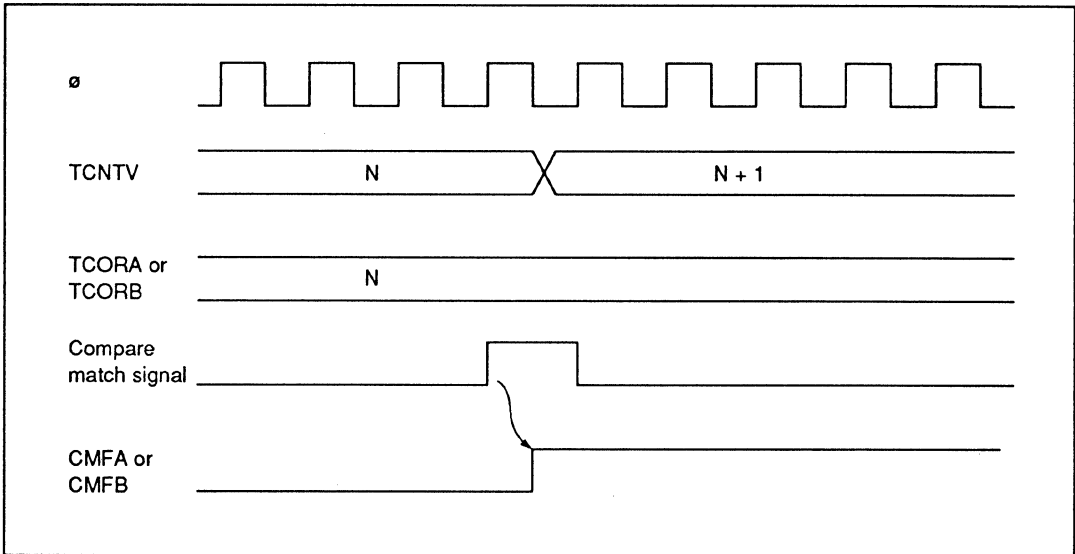 ø
TCNTV
N
N + 1
TCORA or
TCORB
N
Compare
match signal
CMFA or
CMFB